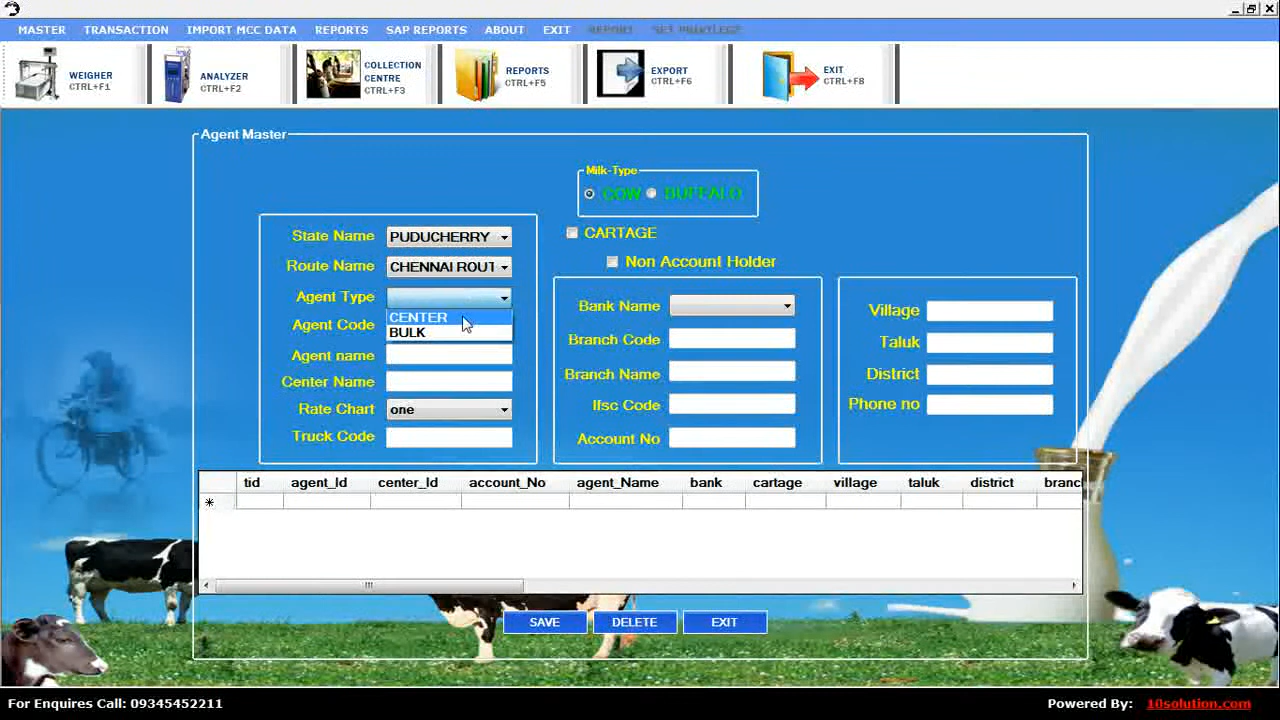 MASTER TRANSACTION IMPORT MCC DATA REPORTS SAP REPORTS ABOUT EXIT REPORT SET PRIVILEGE
WEIGHER
CTRL+F1
ANALYZER
CTRL+F2
COLLECTION
CENTRE
CTRL+F3
REPORTS
CTRL+F5
EXPORT
CTRL+F6
EXIT
CTRL+F8
Agent Master
Milk-Type
COW BUFFALO
State Name PUDUCHERRY
Route Name CHENNAI ROUT
Agent Type
CENTER
BULK
Agent Code
Agent name
Center Name
Rate Chart one
Truck Code
CARTAGE
Non Account Holder
Bank Name
Branch Code
Branch Name
Ifsc Code
Account No
Village
Taluk
District
Phone no
tid agent_Id center_Id account_No agent_Name bank cartage village taluk district branc
SAVE DELETE EXIT
For Enquires Call: 09345452211
Powered By: 10solution.com